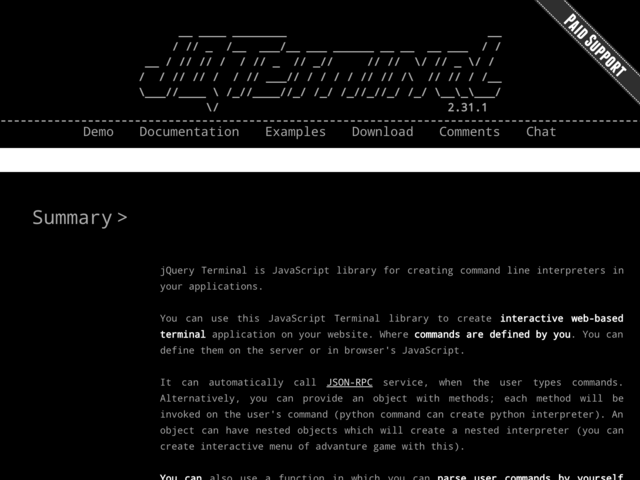 Paid Support
2.31.1
Demo Documentation Examples Download Comments Chat
Summary >
jQuery Terminal is JavaScript library for creating command line interpreters in
your applications.
You can use this JavaScript Terminal library to create interactive web-based
terminal application on your website. Where commands are defined by you. You can
define them on the server or in browser's JavaScript.
It can automatically call JSON-RPC service, when the user types commands.
Alternatively, you can provide an object with methods; each method will be
invoked on the user's command (python command can create python interpreter). An
object can have nested objects which will create a nested interpreter (you can
create interactive menu of advanture game with this).
You can also use a function in which you can parse user commands by yourself